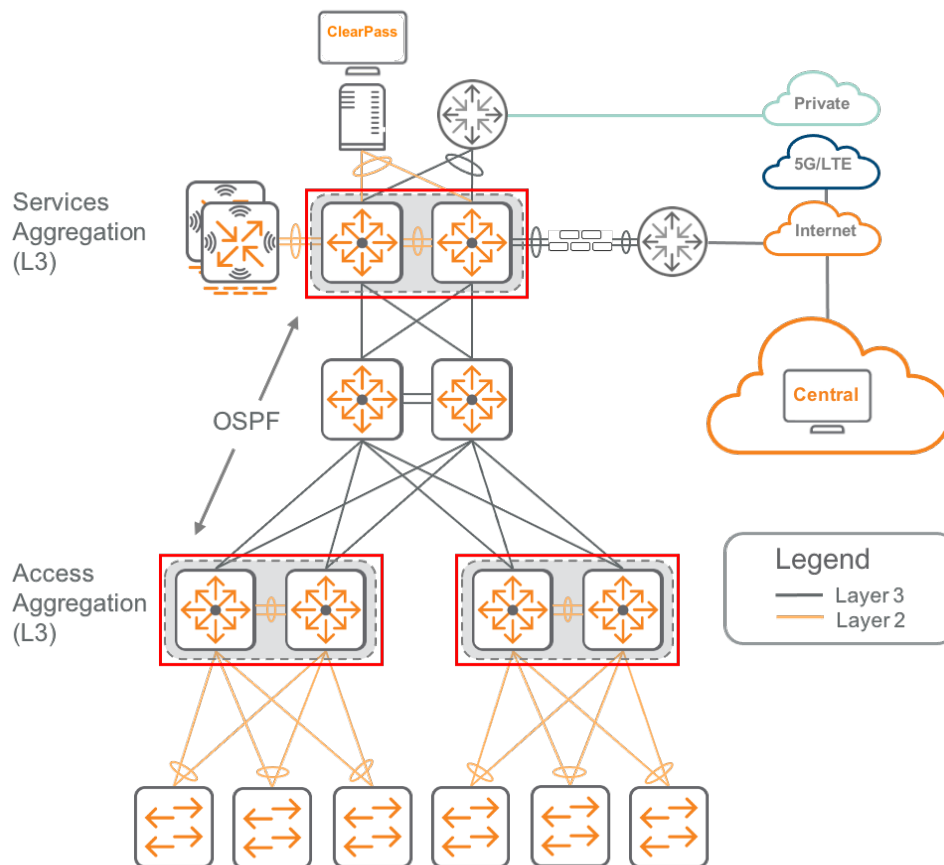 ClearPass
Private
5G/LTE
Services
Aggregation
(L3)
Internet
Central
OSPF
Access
Aggregation
(L3)
Legend
Layer 3
Layer 2